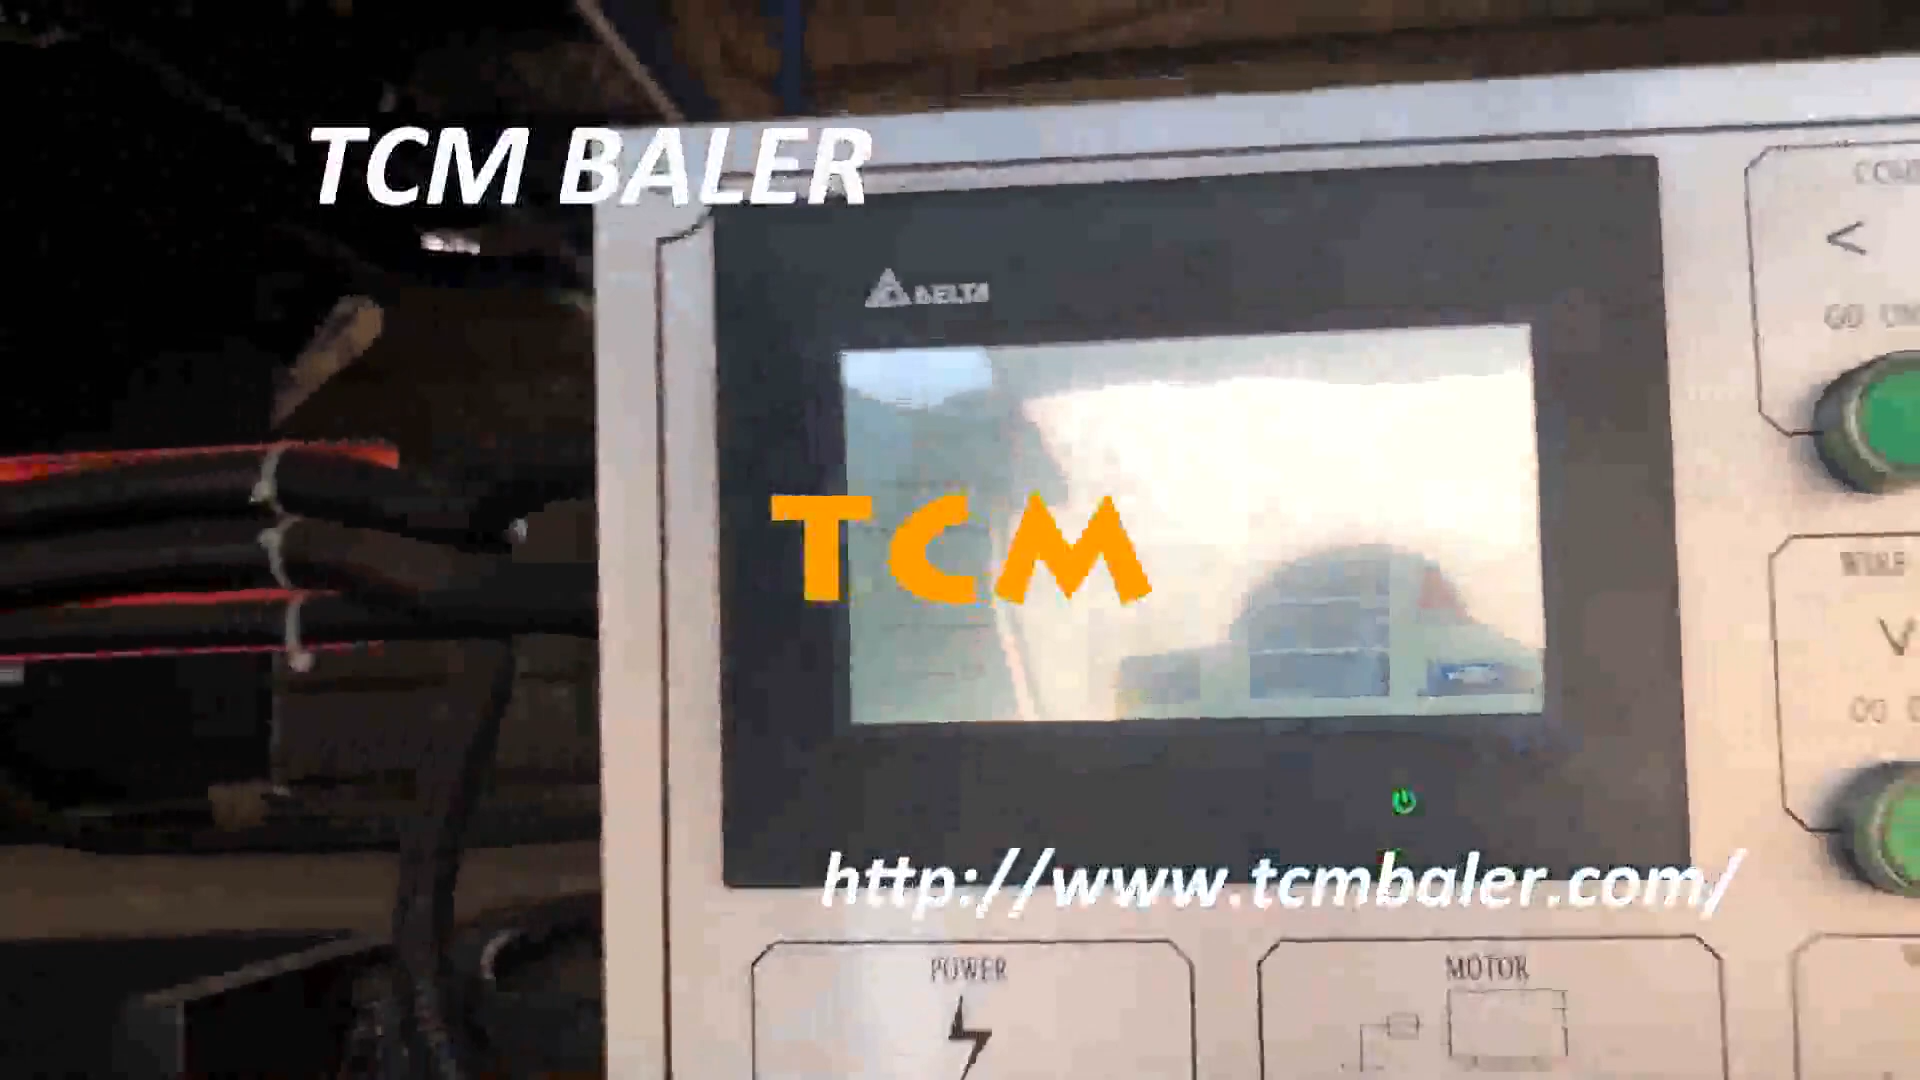 TCM BALER
DELTA
<
TCM
http://www.tcmbaler.com/
POWER
MOTOR